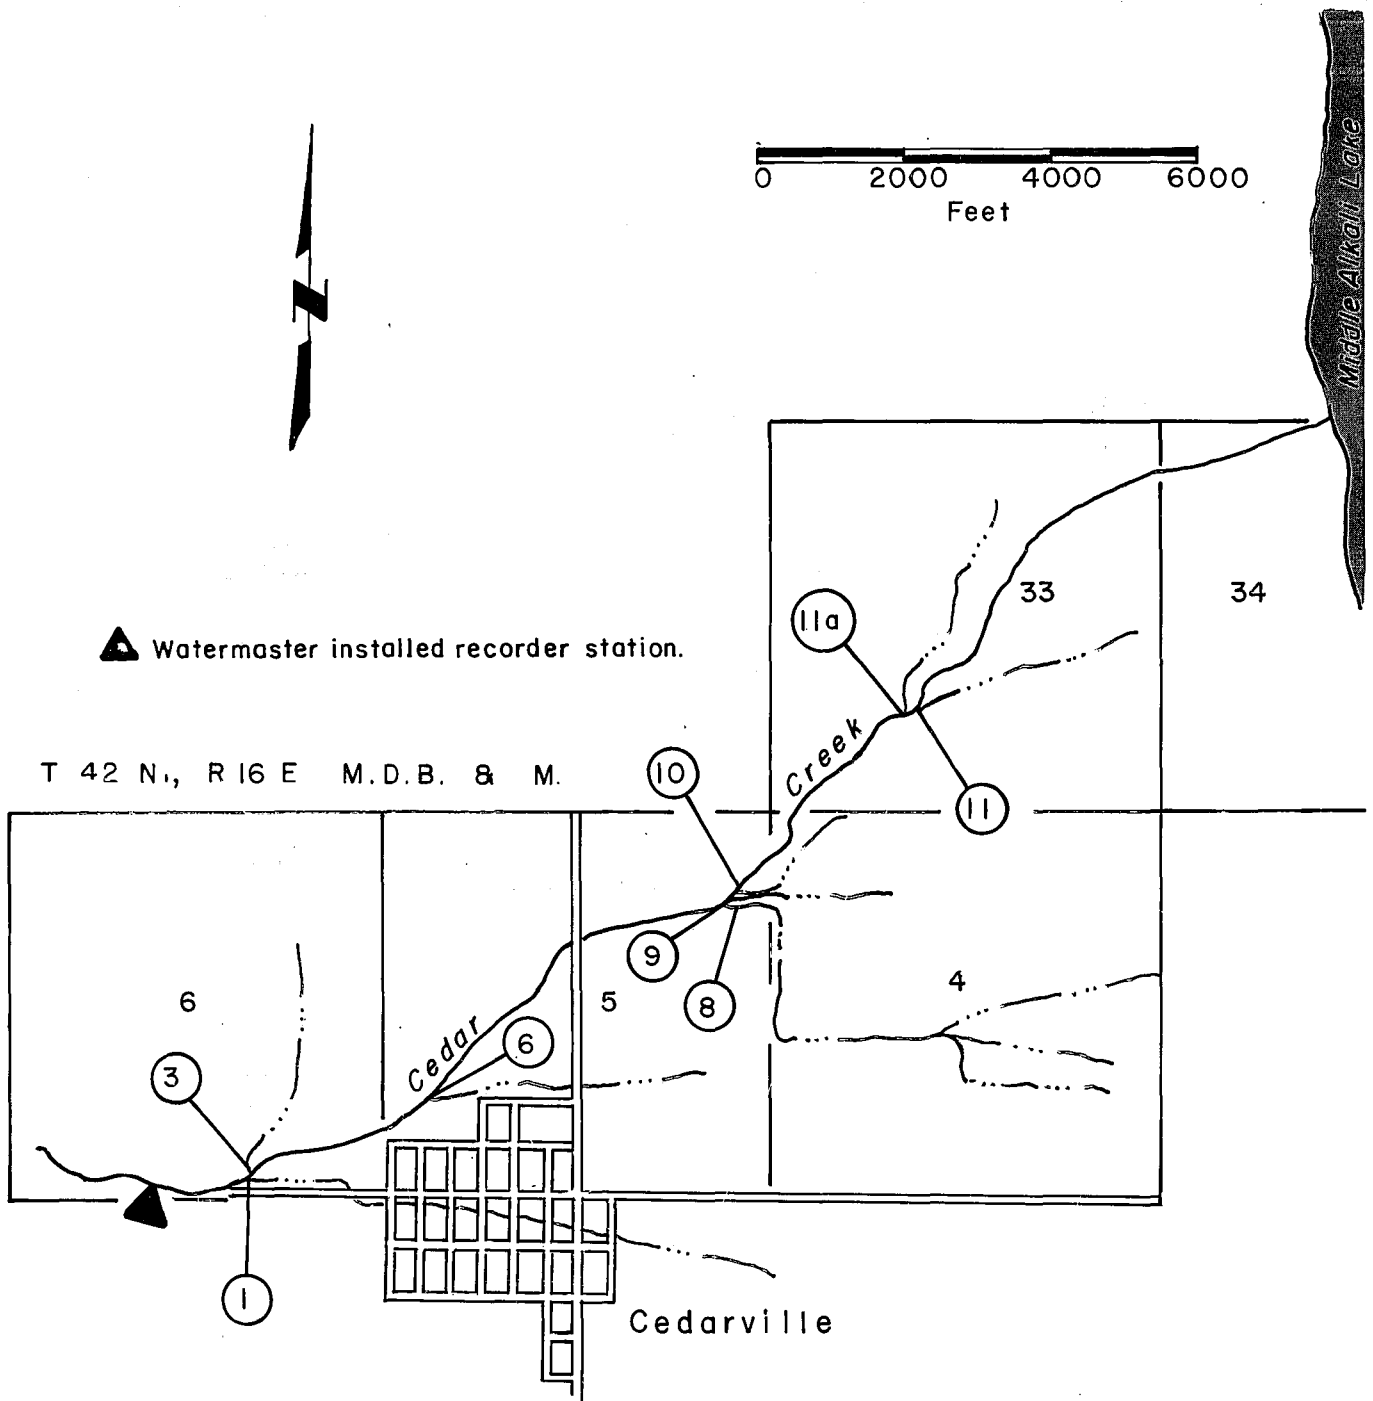 0 2000 4000 6000
Feet
Middle Alkali Lake
N
33
34
11a
Watermaster installed recorder station.
Creek
T 42 N., R 16 E M.D.B. & M.
10
11
9
8
5
4
6
Cedar
6
3
1
Cedarville